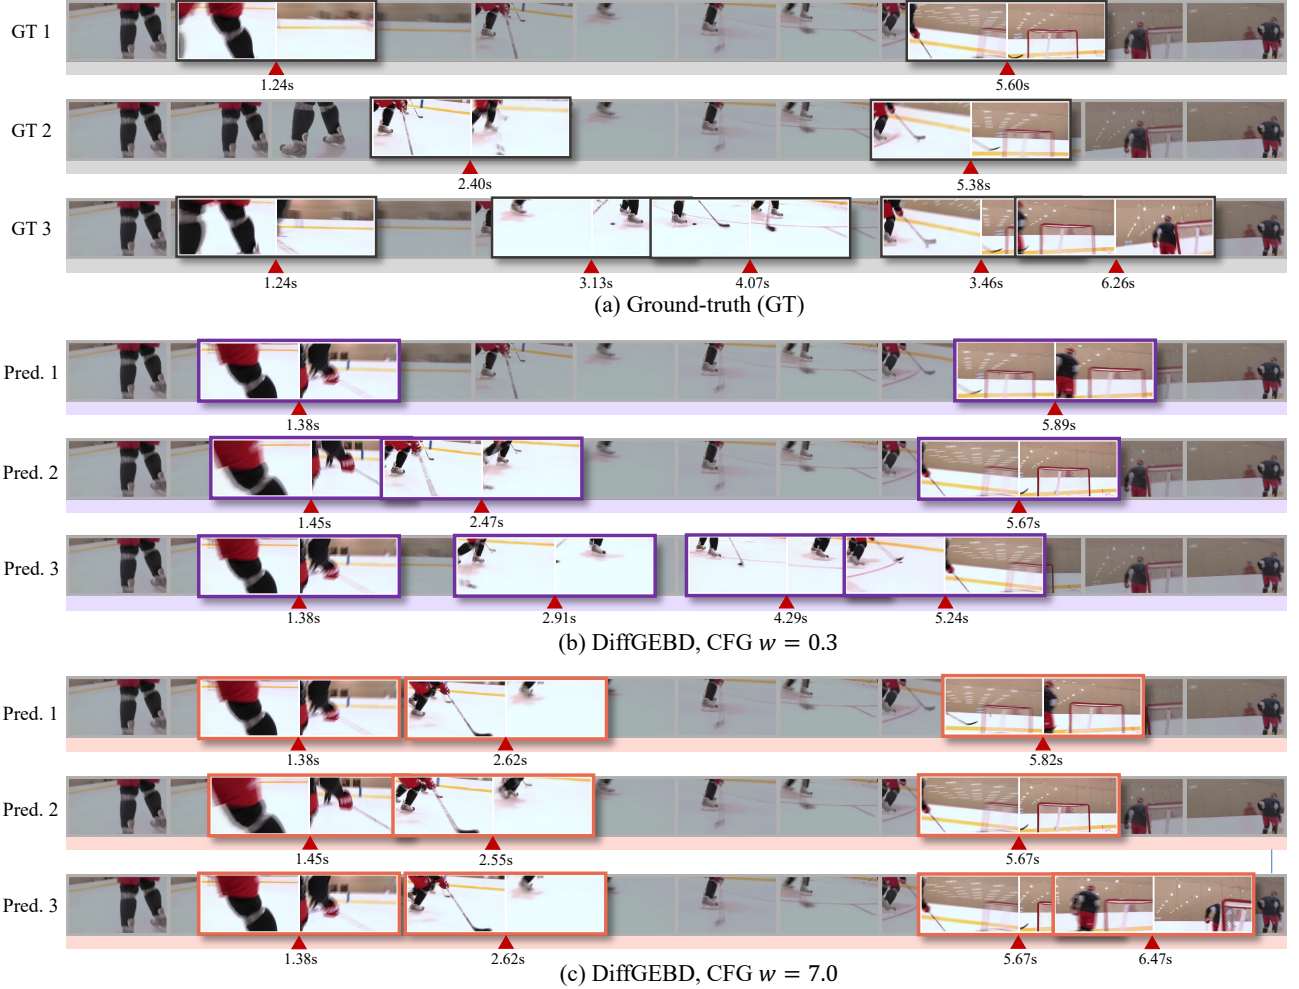 GT 1
1.24s
5.60s
GT 2
2.40s
5.38s
GT 3
1.24s
3.13s
4.07s
3.46s
6.26s
(a) Ground-truth (GT)
Pred. 1
1.38s
5.89s
Pred. 2
1.45s
2.47s
5.67s
Pred. 3
1.38s
2.91s
4.29s
5.24s
(b) DiffGEBD, CFG w = 0.3
Pred. 1
1.38s
2.62s
5.82s
Pred. 2
1.45s
2.55s
5.67s
Pred. 3
1.38s
2.62s
5.67s
6.47s
(c) DiffGEBD, CFG w = 7.0